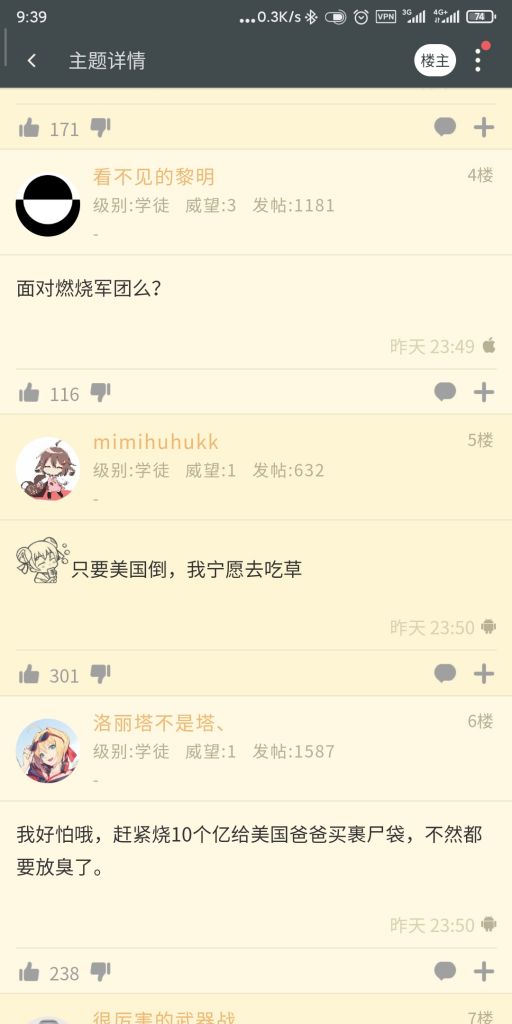 9:39
...0.3K/s
VPN
3G
4G+
74
主题详情
楼主
171
看不见的黎明
4楼
级别:学徒 威望:3 发帖:1181
-
面对燃烧军团么？
昨天 23:49
116
mimihuhukk
5楼
级别:学徒 威望:1 发帖:632
-
只要美国倒，我宁愿去吃草
昨天 23:50
301
洛丽塔不是塔、
6楼
级别:学徒 威望:1 发帖:1587
-
我好怕哦，赶紧烧10个亿给美国爸爸买裹尸袋，不然都
要放臭了。
昨天 23:50
238
很厉害的武器战
7楼